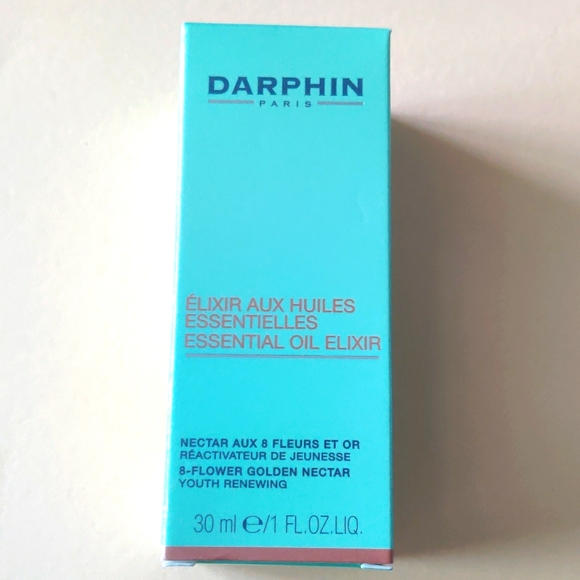 DARPHIN
PARIS
ÉLIXIR AUX HUILES
ESSENTIELLES
ESSENTIAL OIL ELIXIR
NECTAR AUX 8 FLEURS ET OR
RÉACTIVATEUR DE JEUNESSE
8-FLOWER GOLDEN NECTAR
YOUTH RENEWING
30 ml ℮/1 FL.OZ.LIQ.